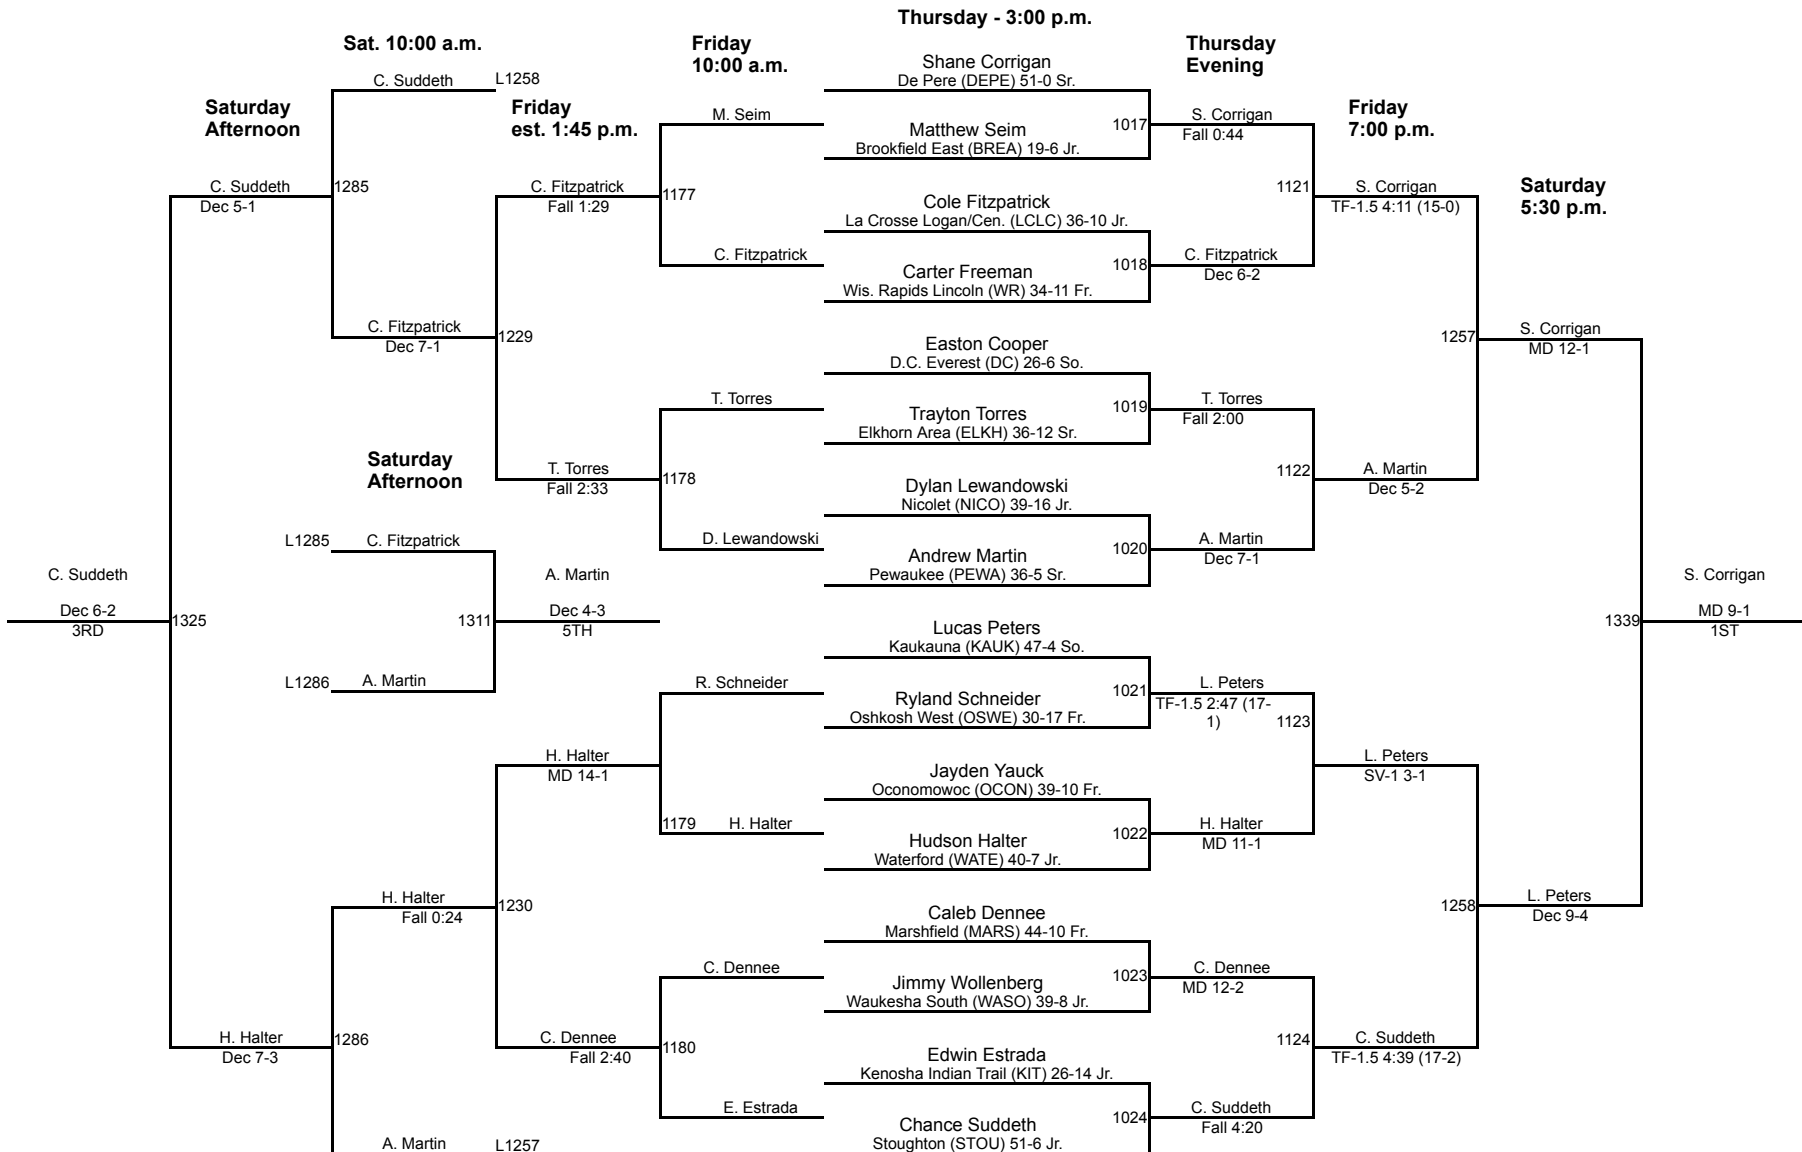 Thursday - 3:00 p.m.
Sat. 10:00 a.m.
Friday
10:00 a.m.
Thursday
Evening
Shane Corrigan
De Pere (DEPE) 51-0 Sr.
C. Suddeth
L1258
Saturday
Afternoon
Friday
est. 1:45 p.m.
M. Seim
Matthew Seim
Brookfield East (BREA) 19-6 Jr.
1017
S. Corrigan
Fall 0:44
Friday
7:00 p.m.
C. Suddeth
Dec 5-1
1285
C. Fitzpatrick
Fall 1:29
1177
Cole Fitzpatrick
La Crosse Logan/Cen. (LCLC) 36-10 Jr.
1121
S. Corrigan
TF-1.5 4:11 (15-0)
Saturday
5:30 p.m.
C. Fitzpatrick
Carter Freeman
Wis. Rapids Lincoln (WR) 34-11 Fr.
1018
C. Fitzpatrick
Dec 6-2
C. Fitzpatrick
Dec 7-1
1229
Easton Cooper
D.C. Everest (DC) 26-6 So.
1257
S. Corrigan
MD 12-1
T. Torres
Trayton Torres
Elkhorn Area (ELKH) 36-12 Sr.
1019
T. Torres
Fall 2:00
Saturday
Afternoon
T. Torres
Fall 2:33
1178
Dylan Lewandowski
Nicolet (NICO) 39-16 Jr.
1122
A. Martin
Dec 5-2
L1285
C. Fitzpatrick
D. Lewandowski
Andrew Martin
Pewaukee (PEWA) 36-5 Sr.
1020
A. Martin
Dec 7-1
C. Suddeth
Dec 6-2
3RD
1325
1311
A. Martin
Dec 4-3
5TH
Lucas Peters
Kaukauna (KAUK) 47-4 So.
1339
S. Corrigan
MD 9-1
1ST
L1286
A. Martin
R. Schneider
Ryland Schneider
Oshkosh West (OSWE) 30-17 Fr.
1021
L. Peters
TF-1.5 2:47 (17-
1)
1123
H. Halter
MD 14-1
Jayden Yauck
Oconomowoc (OCON) 39-10 Fr.
L. Peters
SV-1 3-1
1179
H. Halter
Hudson Halter
Waterford (WATE) 40-7 Jr.
1022
H. Halter
MD 11-1
H. Halter
Fall 0:24
1230
Caleb Dennee
Marshfield (MARS) 44-10 Fr.
1258
L. Peters
Dec 9-4
C. Dennee
Jimmy Wollenberg
Waukesha South (WASO) 39-8 Jr.
1023
C. Dennee
MD 12-2
H. Halter
Dec 7-3
1286
C. Dennee
Fall 2:40
1180
Edwin Estrada
Kenosha Indian Trail (KIT) 26-14 Jr.
1124
C. Suddeth
TF-1.5 4:39 (17-2)
E. Estrada
Chance Suddeth
Stoughton (STOU) 51-6 Jr.
1024
C. Suddeth
Fall 4:20
A. Martin
L1257